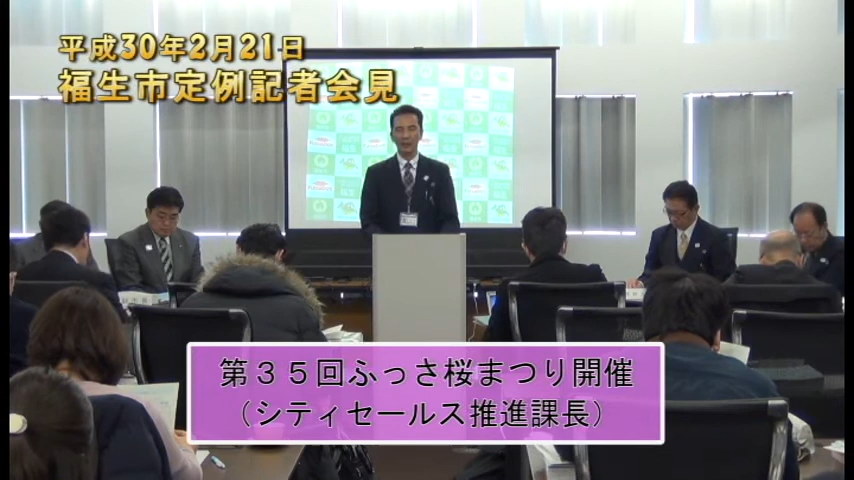 平成30年2月21日
福生市定例記者会見
第３５回ふっさ桜まつり開催
（シティセールス推進課長）